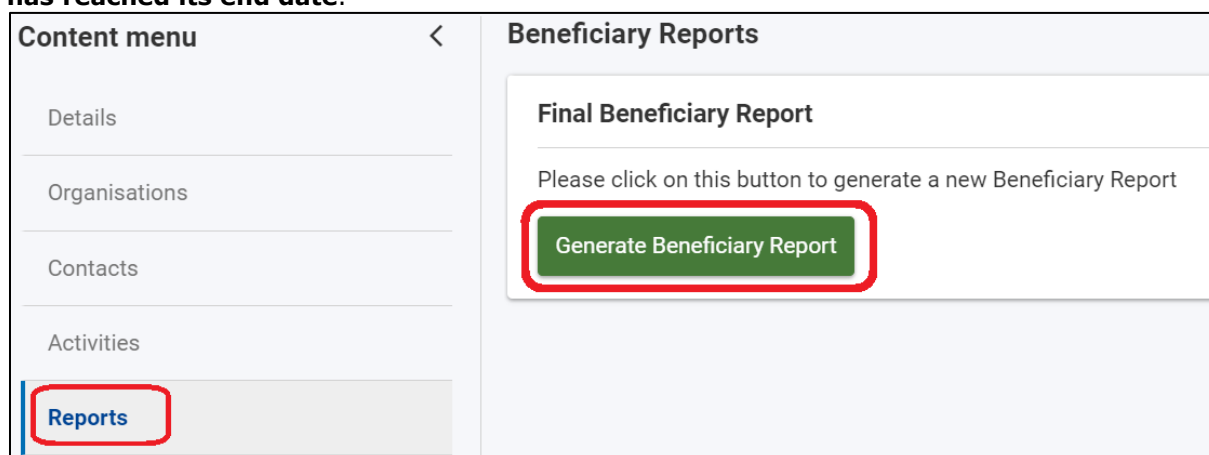 has reached its end date.
Content menu
Details
Organisations
Contacts
Activities
Reports
Beneficiary Reports
Final Beneficiary Report
Please click on this button to generate a new Beneficiary Report
Generate Beneficiary Report